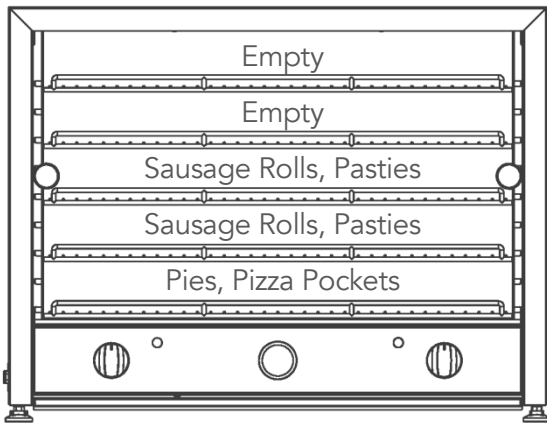 Empty
Empty
Sausage Rolls, Pasties
Sausage Rolls, Pasties
Pies, Pizza Pockets